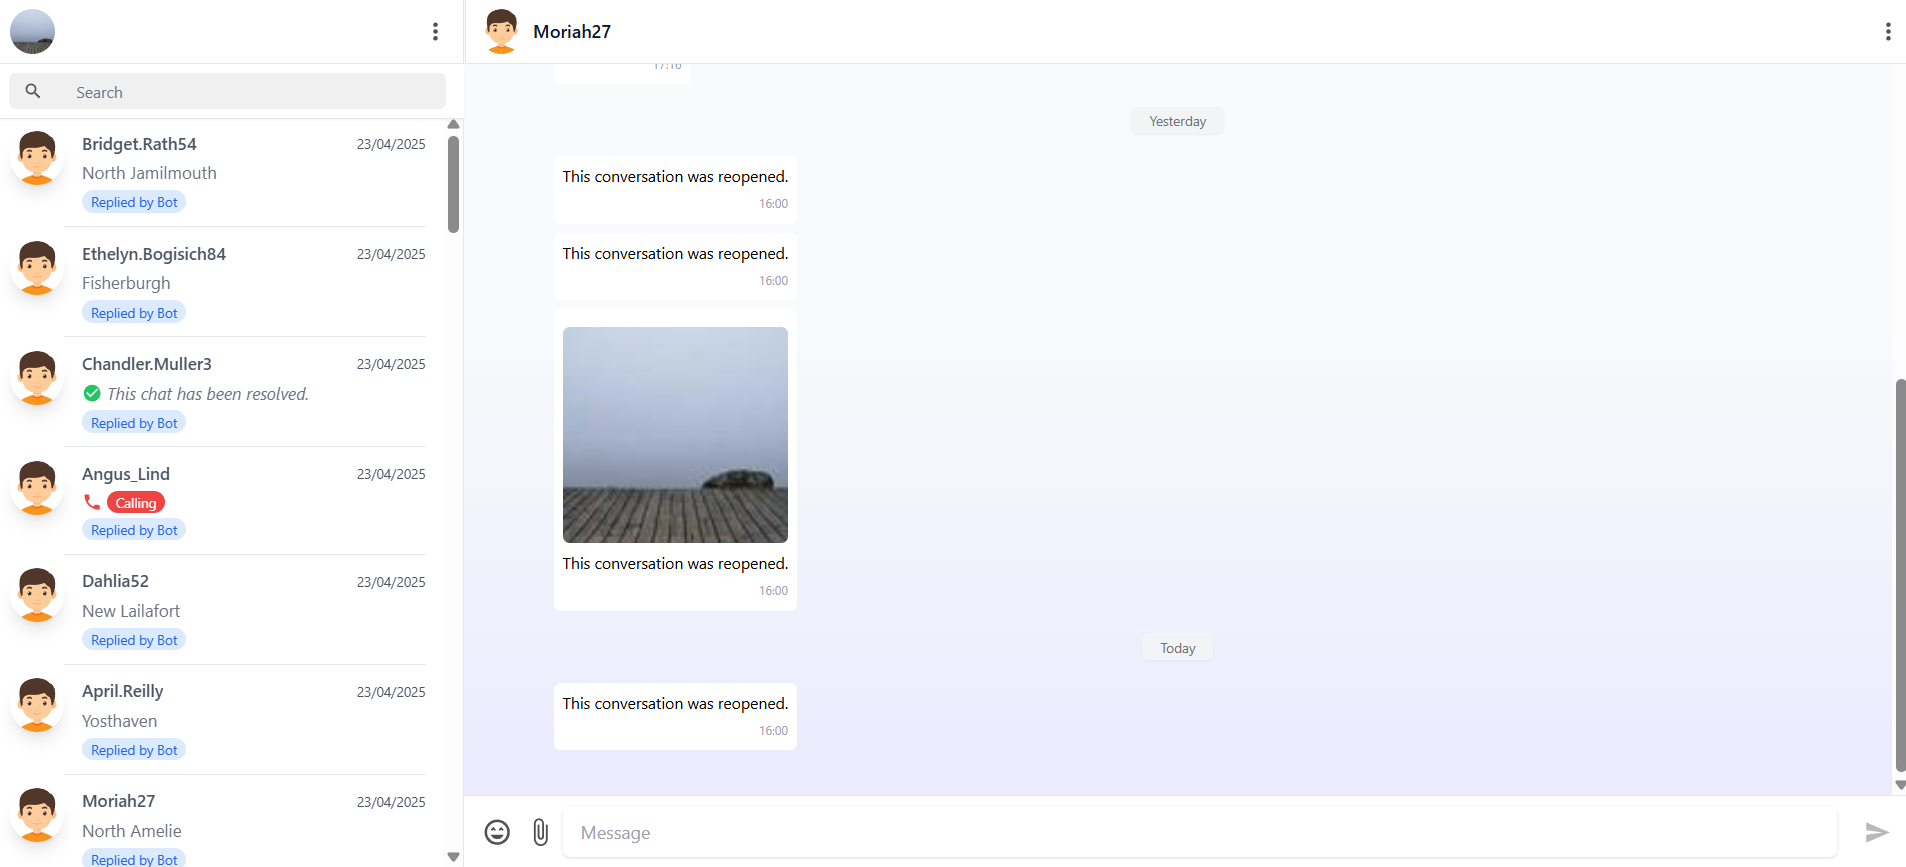 Search
Bridget.Rath54 23/04/2025
North Jamilmouth
Replied by Bot
Ethelyn.Bogisich84 23/04/2025
Fisherburgh
Replied by Bot
Chandler.Muller3 23/04/2025
This chat has been resolved.
Replied by Bot
Angus_Lind 23/04/2025
Calling
Replied by Bot
Dahlia52 23/04/2025
New Lailafort
Replied by Bot
April.Reilly 23/04/2025
Yosthaven
Replied by Bot
Moriah27 23/04/2025
North Amelie
Replied by Bot
Moriah27
17:16
Yesterday
This conversation was reopened.
16:00
This conversation was reopened.
16:00
This conversation was reopened.
16:00
Today
This conversation was reopened.
16:00
Message